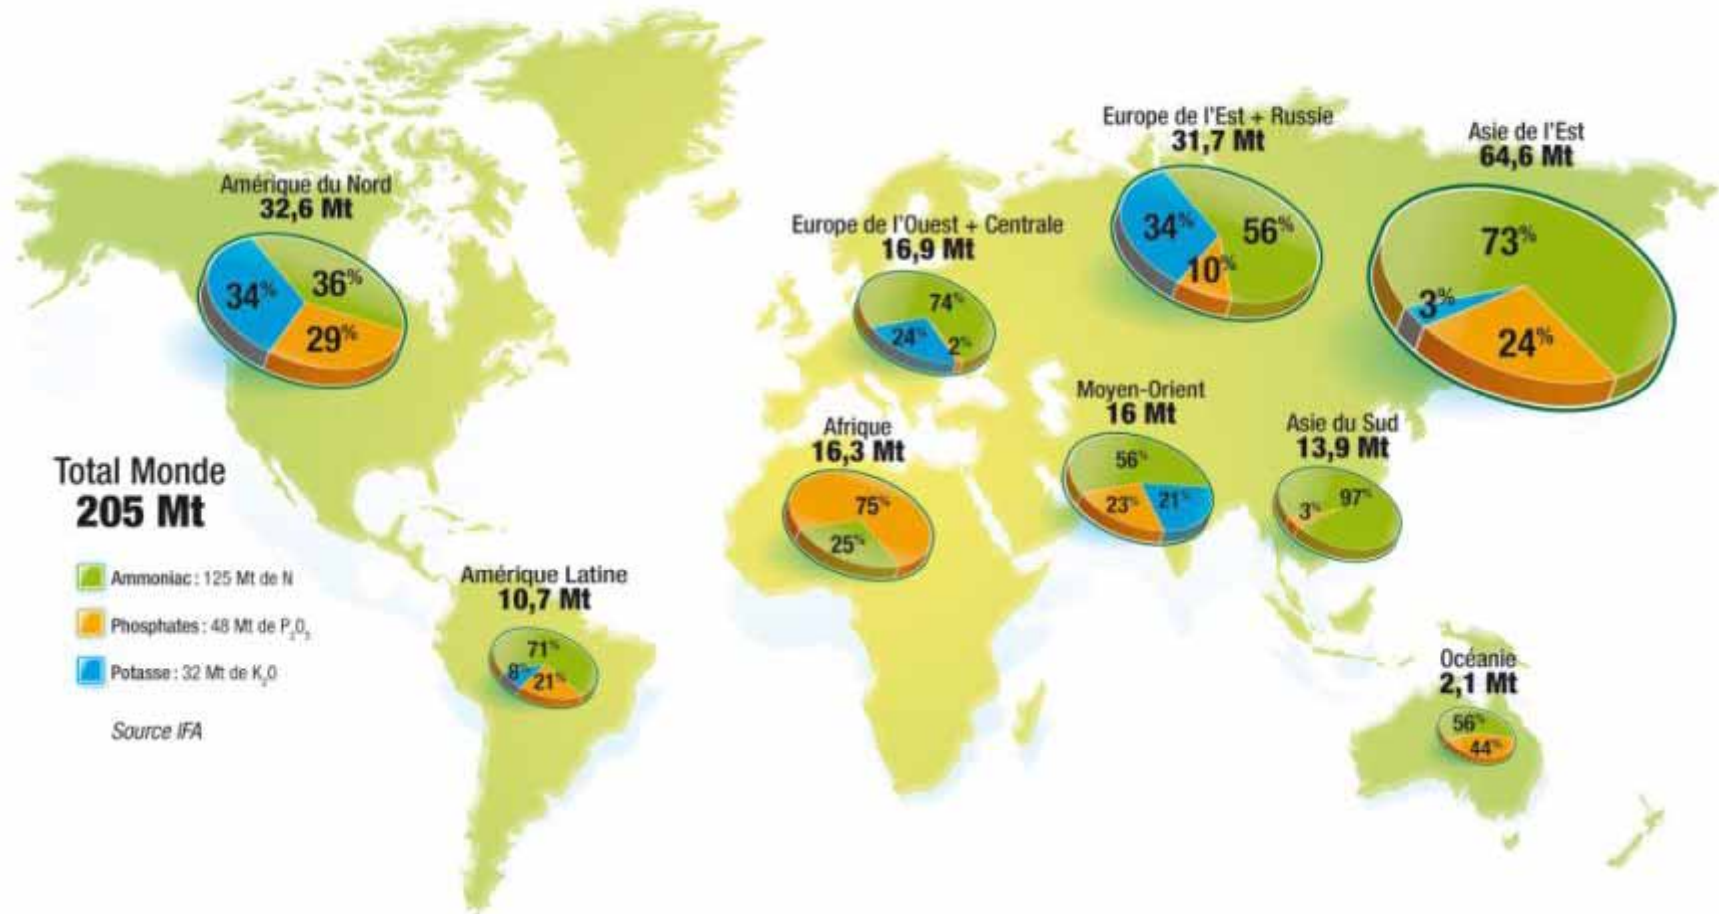 Europe de l'Est + Russie
31,7 Mt
34%
56%
10%
Asie de l'Est
64,6 Mt
73%
3%
24%
Amérique du Nord
32,6 Mt
34%
36%
29%
Europe de l'Ouest + Centrale
16,9 Mt
74%
24%
2%
Moyen-Orient
16 Mt
56%
23%
21%
Afrique
16,3 Mt
75%
25%
Asie du Sud
13,9 Mt
3%
97%
Total Monde
205 Mt
Ammoniac : 125 Mt de N
Phosphates : 48 Mt de P₂O₅
Potasse : 32 Mt de K₂O
Source IFA
Amérique Latine
10,7 Mt
71%
8%
21%
Océanie
2,1 Mt
56%
44%